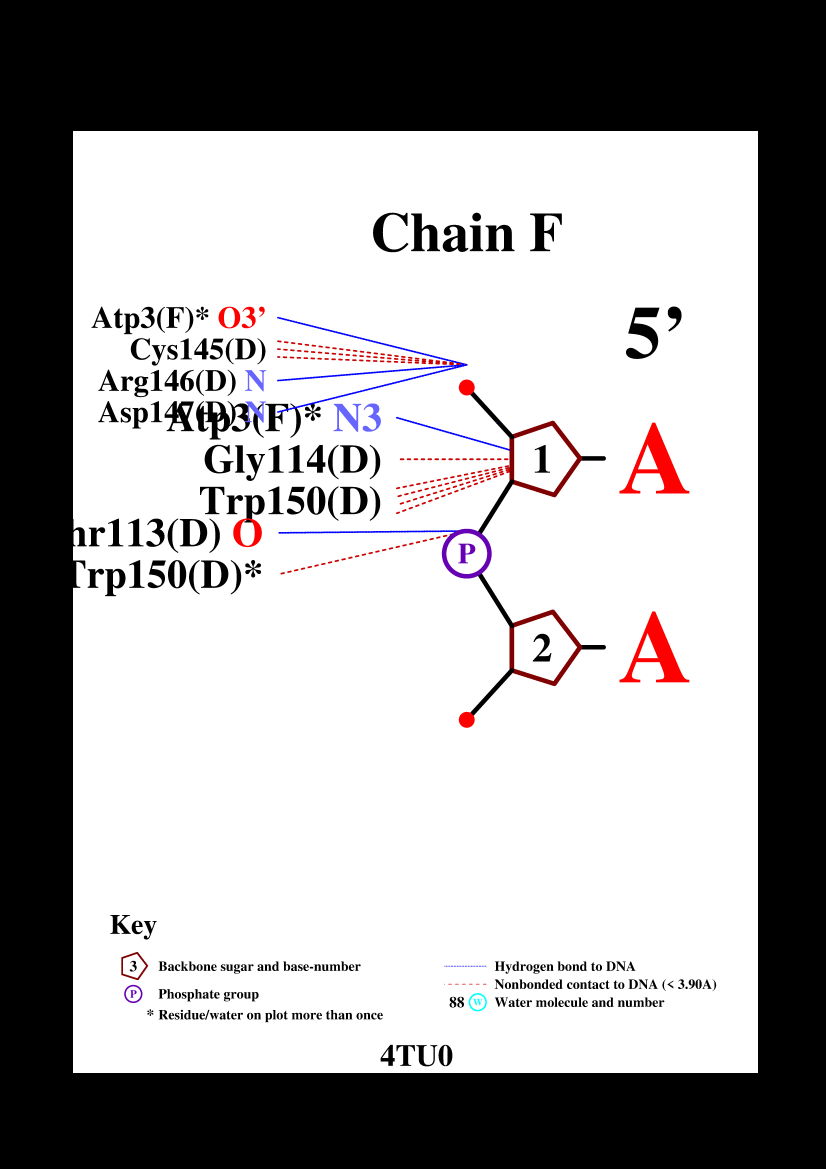 Chain F
5’
Atp3(F)* O3’
Cys145(D)
Arg146(D) N
Asp147(D) N
Atp3(F)* N3
Gly114(D)
Trp150(D)
hr113(D) O
Trp150(D)*
1
A
P
2
A
Key
3 Backbone sugar and base-number
P Phosphate group
* Residue/water on plot more than once
Hydrogen bond to DNA
Nonbonded contact to DNA (< 3.90A)
88 W Water molecule and number
4TU0